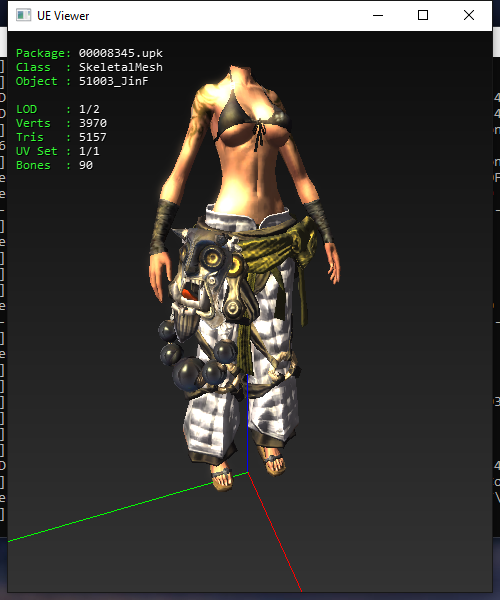 UE Viewer
Package: 00008345.upk
Class  : SkeletalMesh
Object : 51003_JinF
LOD    : 1/2
Verts  : 3970
Tris   : 5157
UV Set : 1/1
Bones  : 90